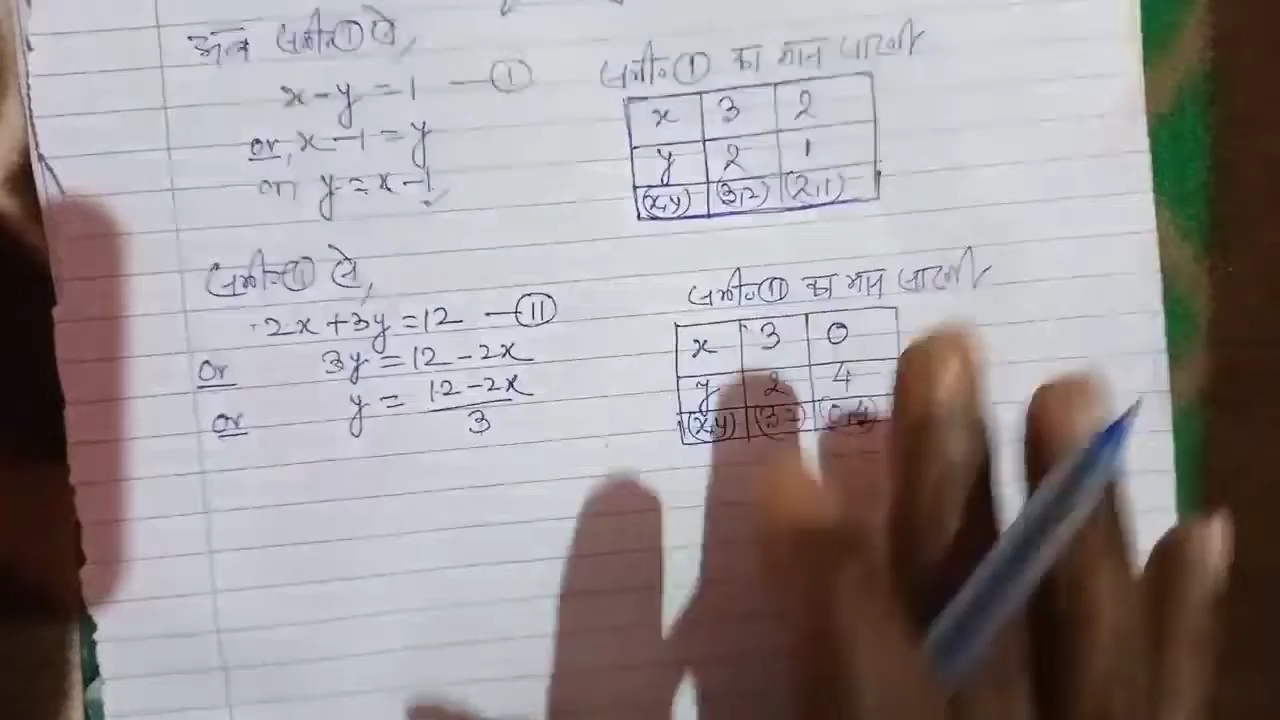 अब समी० ① से,
x - y = 1 — ①
or, x - 1 = y
or y = x - 1
समी० ① का मान सारणी
x 3 2
y 2 1
(x,y) (3,2) (2,1)
समी० ⑪ से,
2x + 3y = 12 — ⑪
or 3y = 12 - 2x
or y = 12 - 2x / 3
समी० ⑪ का मान सारणी
x 3 0
y 2 4
(x,y) (3,2) (0,4)